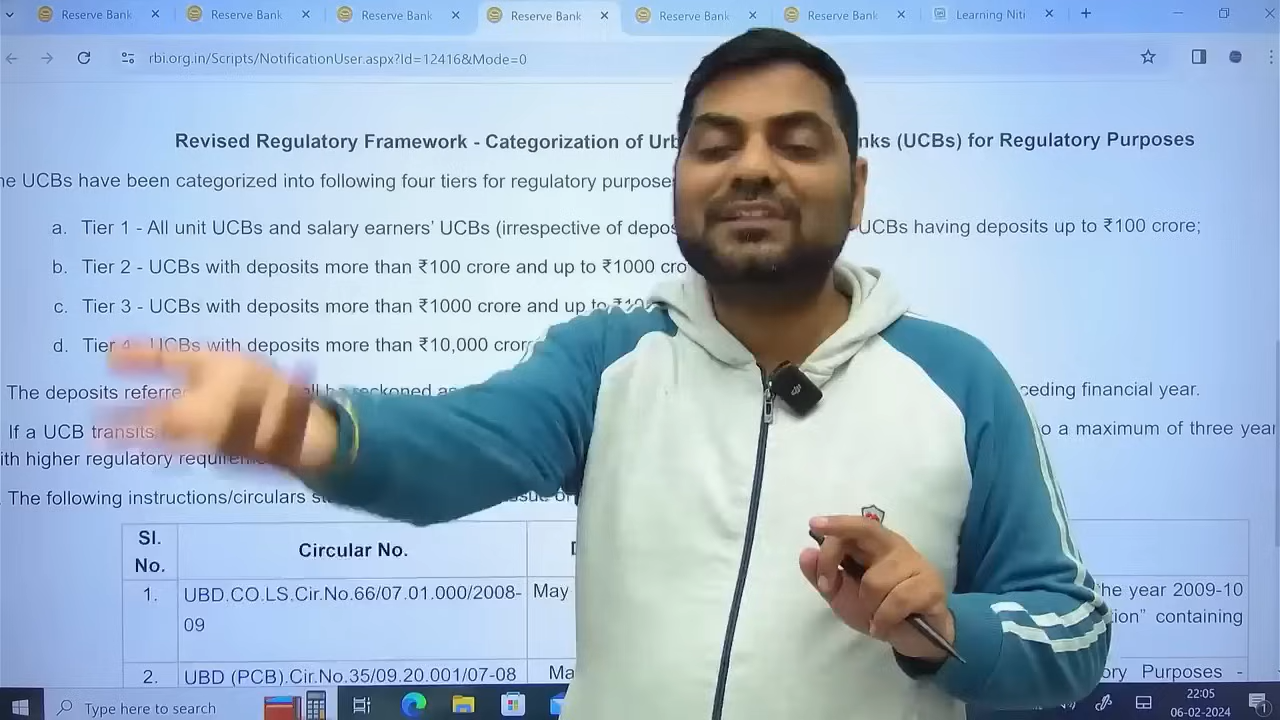 Reserve Bank
Reserve Bank
Reserve Bank
Reserve Bank
Reserve Bank
Reserve Bank
Learning Niti
rbi.org.in/Scripts/NotificationUser.aspx?Id=12416&Mode=0
Revised Regulatory Framework - Categorization of Urb nks (UCBs) for Regulatory Purposes
he UCBs have been categorized into following four tiers for regulatory purpose
a. Tier 1 - All unit UCBs and salary earners' UCBs (irrespective of depos UCBs having deposits up to ₹100 crore;
b. Tier 2 - UCBs with deposits more than ₹100 crore and up to ₹1000 cro
c. Tier 3 - UCBs with deposits more than ₹1000 crore and up to
d. Tier UCBs with deposits more than ₹10,000 cror
The deposits referre all be reckoned as ceding financial year.
If a UCB transits o a maximum of three year
ith higher regulatory
The following instructions/circulars
Sl. No.
Circular No.
1. UBD.CO.LS.Cir.No.66/07.01.000/2008-09 May he year 2009-10
tion" containing
2. UBD (PCB).Cir.No.35/09.20.001/07-08 Ma ory Purposes -
Type here to search
22:05
06-02-2024